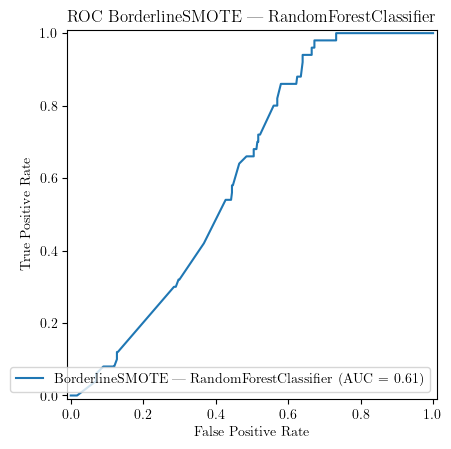 ROC BorderlineSMOTE — RandomForestClassifier
1.0
0.8
0.6
0.4
0.2
0.0
True Positive Rate
BorderlineSMOTE — RandomForestClassifier (AUC = 0.61)
0.0 0.2 0.4 0.6 0.8 1.0
False Positive Rate